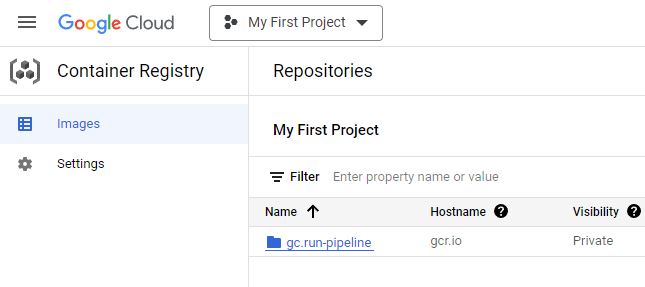 Google Cloud
My First Project
Container Registry
Repositories
Images
Settings
My First Project
Filter Enter property name or value
Name Hostname Visibility
gc.run-pipeline gcr.io Private